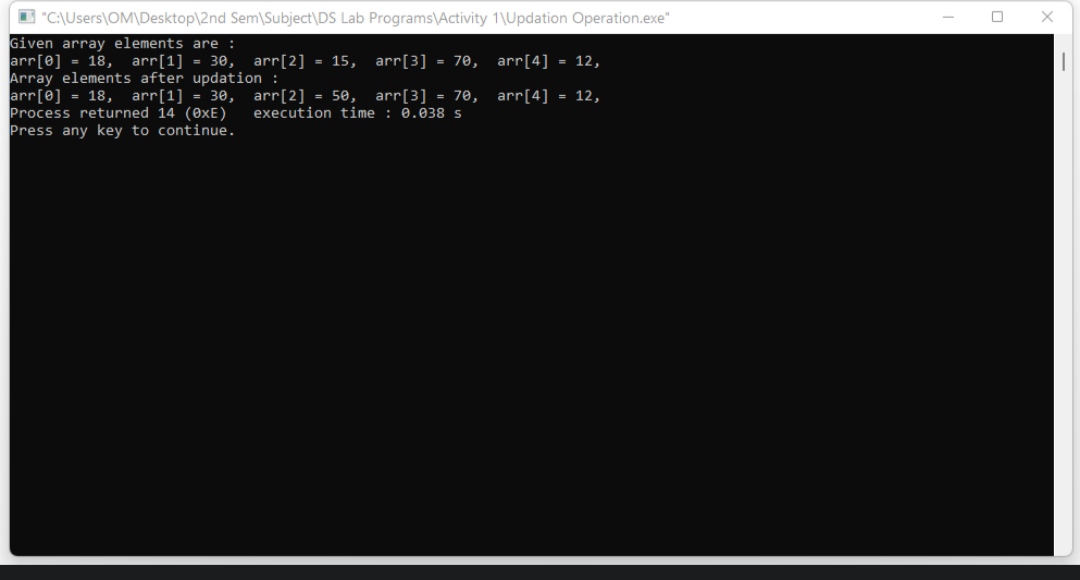 "C:\Users\OM\Desktop\2nd Sem\Subject\DS Lab Programs\Activity 1\Updation Operation.exe"
Given array elements are :
arr[0] = 18,  arr[1] = 30,  arr[2] = 15,  arr[3] = 70,  arr[4] = 12,
Array elements after updation :
arr[0] = 18,  arr[1] = 30,  arr[2] = 50,  arr[3] = 70,  arr[4] = 12,
Process returned 14 (0xE)   execution time : 0.038 s
Press any key to continue.